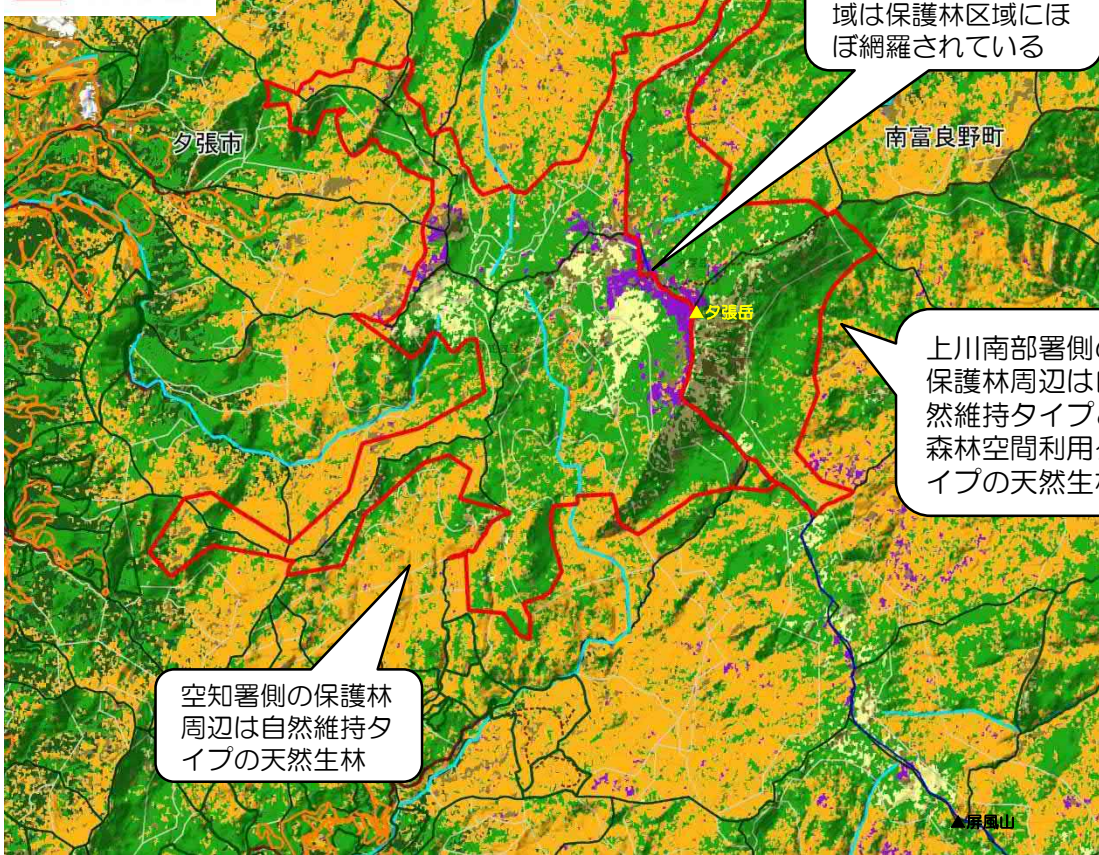 域は保護林区域にほ
ぼ網羅されている
夕張市
南富良野町
▲夕張岳
上川南部署側の
保護林周辺は自
然維持タイプと
森林空間利用タ
イプの天然生林
空知署側の保護林
周辺は自然維持タ
イプの天然生林
▲屏風山